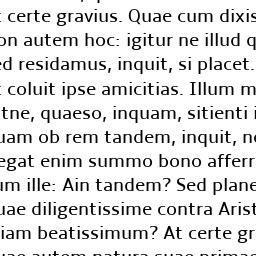 certe gravius. Quae cum dixis
on autem hoc: igitur ne illud q
ed residamus, inquit, si placet.
coluit ipse amicitias. Illum m
tne, quaeso, inquam, sitienti i
uam ob rem tandem, inquit, n
egat enim summo bono afferr
um ille: Ain tandem? Sed plane
uae diligentissime contra Arist
iam beatissimum? At certe gr